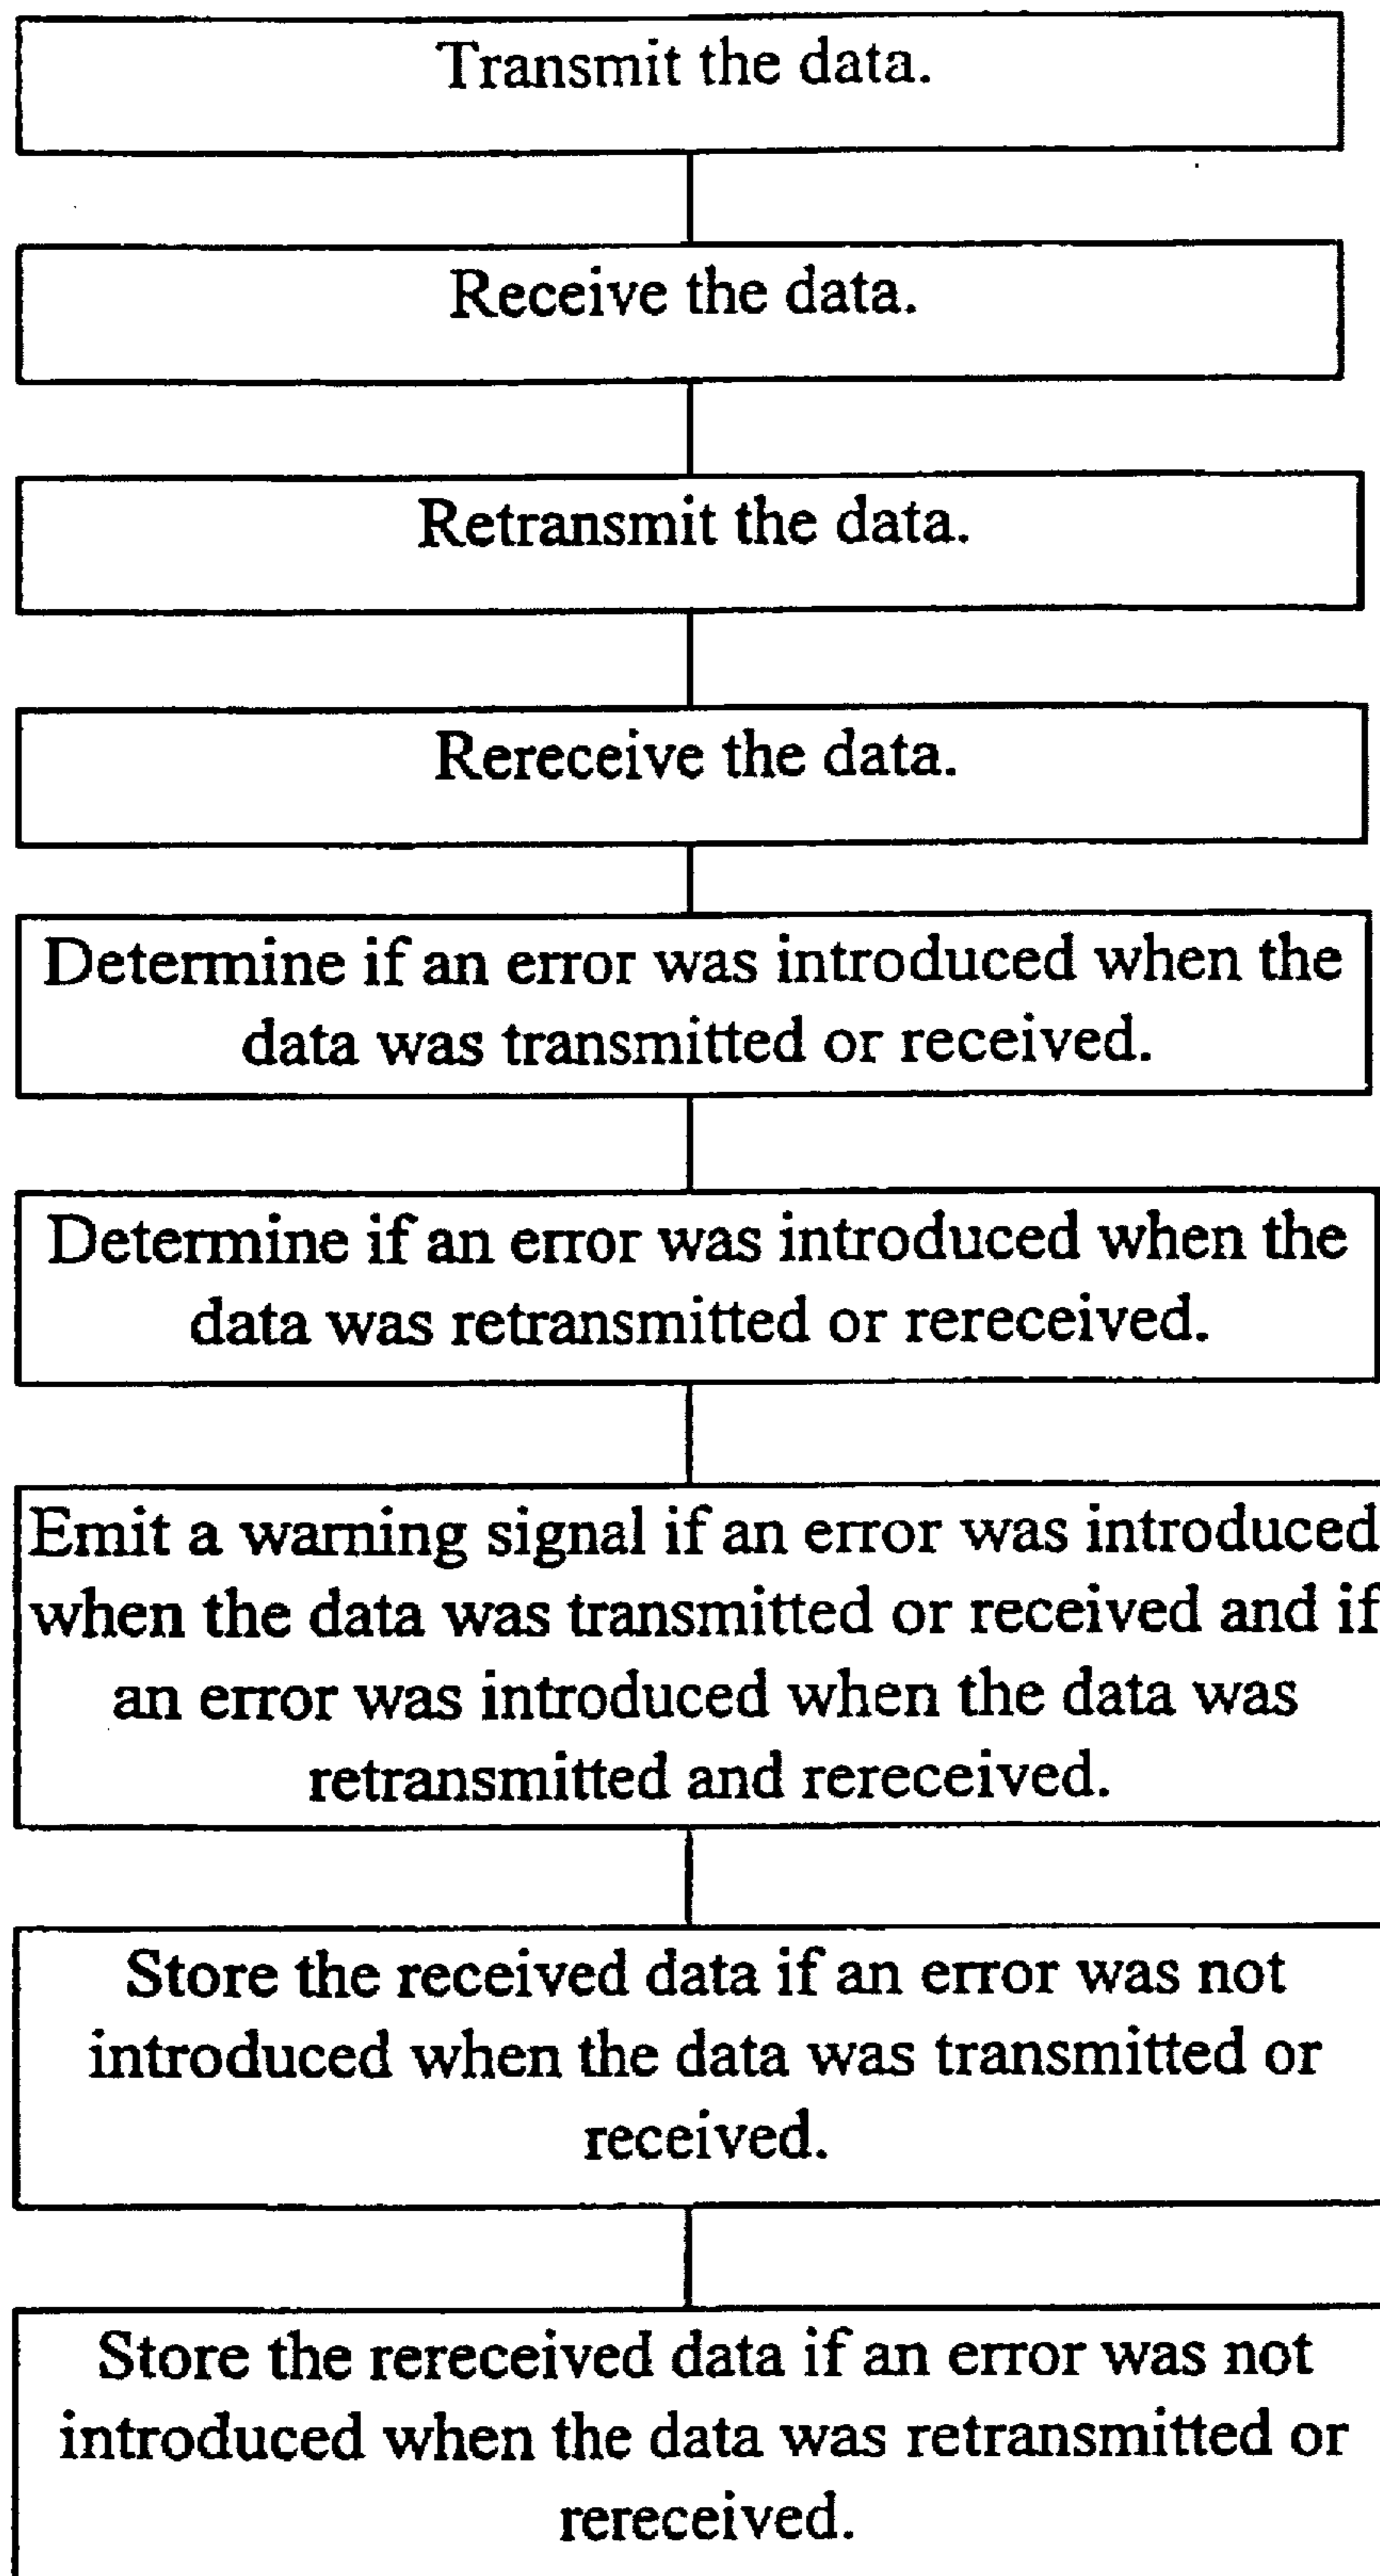 Transmit the data.
Receive the data.
Retransmit the data.
Rereceive the data.
Determine if an error was introduced when the
data was transmitted or received.
Determine if an error was introduced when the
data was retransmitted or rereceived.
Emit a warning signal if an error was introduced
when the data was transmitted or received and if
an error was introduced when the data was
retransmitted and rereceived.
Store the received data if an error was not
introduced when the data was transmitted or
received.
Store the rereceived data if an error was not
introduced when the data was retransmitted or
rereceived.